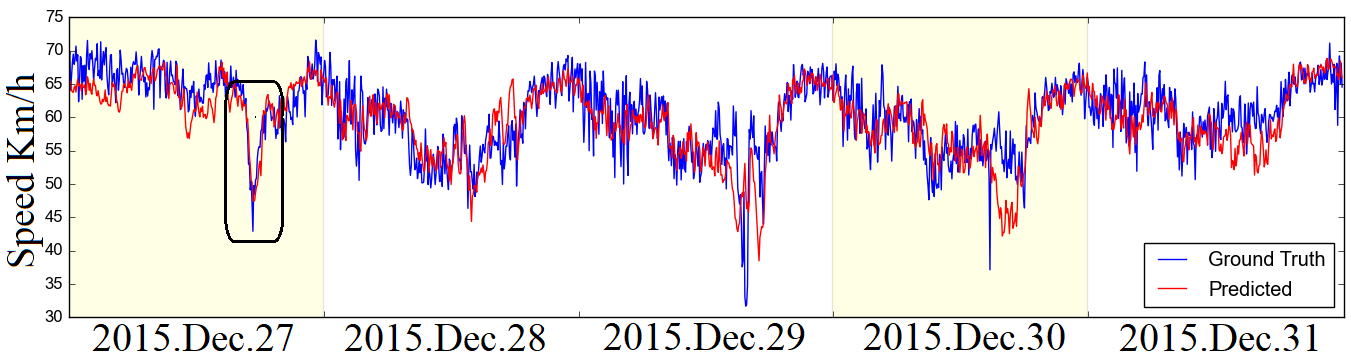 75
70
65
60
55
50
45
40
35
30
Speed Km/h
Ground Truth
Predicted
2015.Dec.27
2015.Dec.28
2015.Dec.29
2015.Dec.30
2015.Dec.31